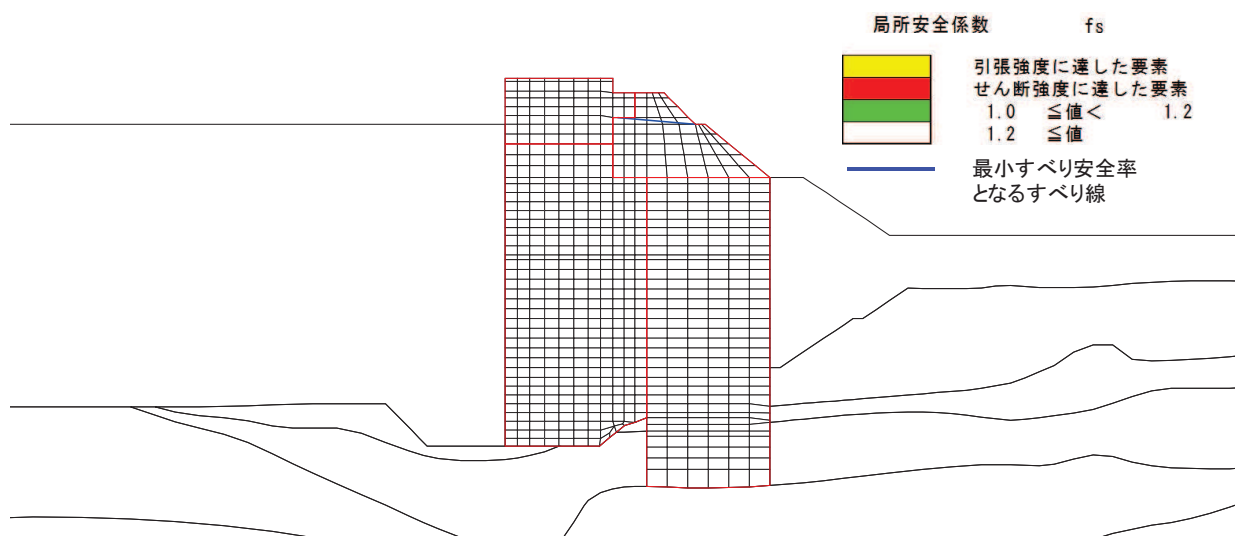 局所安全係数 fs
引張強度に達した要素
せん断強度に達した要素
1.0 ≦値< 1.2
1.2 ≦値
最小すべり安全率
となるすべり線